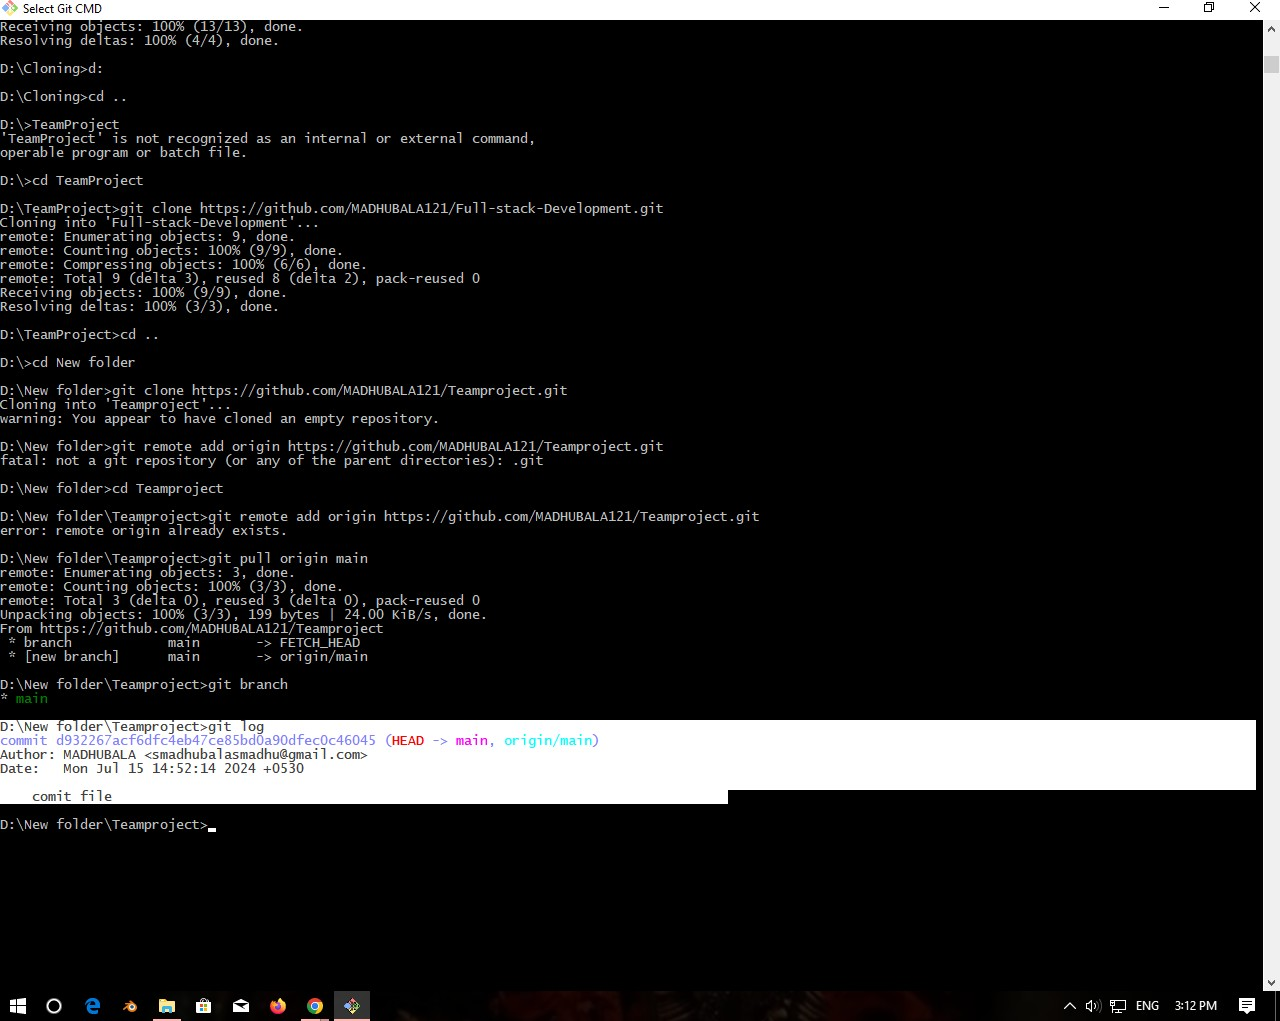 Select Git CMD
Receiving objects: 100% (13/13), done.
Resolving deltas: 100% (4/4), done.
D:\Cloning>d:
D:\Cloning>cd ..
D:\>TeamProject
'TeamProject' is not recognized as an internal or external command,
operable program or batch file.
D:\>cd TeamProject
D:\TeamProject>git clone https://github.com/MADHUBALA121/Full-stack-Development.git
Cloning into 'Full-stack-Development'...
remote: Enumerating objects: 9, done.
remote: Counting objects: 100% (9/9), done.
remote: Compressing objects: 100% (6/6), done.
remote: Total 9 (delta 3), reused 8 (delta 2), pack-reused 0
Receiving objects: 100% (9/9), done.
Resolving deltas: 100% (3/3), done.
D:\TeamProject>cd ..
D:\>cd New folder
D:\New folder>git clone https://github.com/MADHUBALA121/Teamproject.git
Cloning into 'Teamproject'...
warning: You appear to have cloned an empty repository.
D:\New folder>git remote add origin https://github.com/MADHUBALA121/Teamproject.git
fatal: not a git repository (or any of the parent directories): .git
D:\New folder>cd Teamproject
D:\New folder\Teamproject>git remote add origin https://github.com/MADHUBALA121/Teamproject.git
error: remote origin already exists.
D:\New folder\Teamproject>git pull origin main
remote: Enumerating objects: 3, done.
remote: Counting objects: 100% (3/3), done.
remote: Total 3 (delta 0), reused 3 (delta 0), pack-reused 0
Unpacking objects: 100% (3/3), 199 bytes | 24.00 KiB/s, done.
From https://github.com/MADHUBALA121/Teamproject
 * branch            main       -> FETCH_HEAD
 * [new branch]      main       -> origin/main
D:\New folder\Teamproject>git branch
* main
D:\New folder\Teamproject>git log
commit d932267acf6dfc4eb47ce85bd0a90dfec0c46045 (HEAD -> main, origin/main)
Author: MADHUBALA <smadhubalasmadhu@gmail.com>
Date:   Mon Jul 15 14:52:14 2024 +0530
    comit file
D:\New folder\Teamproject>
ENG 3:12 PM